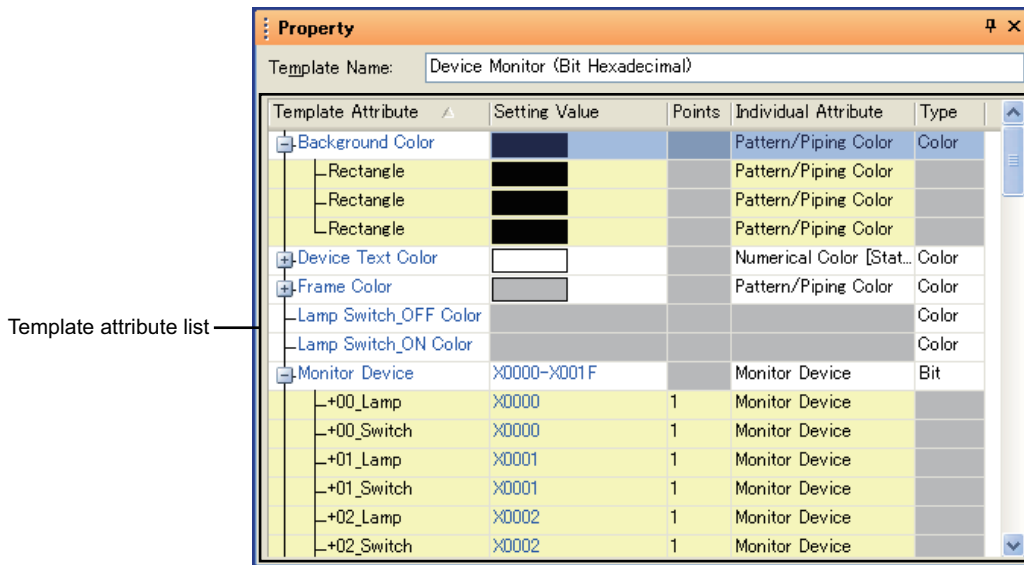 Property
Template Name: Device Monitor (Bit Hexadecimal)
Template Attribute Setting Value Points Individual Attribute Type
Background Color Pattern/Piping Color Color
Rectangle Pattern/Piping Color
Rectangle Pattern/Piping Color
Rectangle Pattern/Piping Color
Device Text Color Numerical Color [Stat... Color
Frame Color Pattern/Piping Color Color
Lamp Switch_OFF Color Color
Template attribute list
Lamp Switch_ON Color Color
Monitor Device X0000-X001F Monitor Device Bit
+00_Lamp X0000 1 Monitor Device
+00_Switch X0000 1 Monitor Device
+01_Lamp X0001 1 Monitor Device
+01_Switch X0001 1 Monitor Device
+02_Lamp X0002 1 Monitor Device
+02_Switch X0002 1 Monitor Device